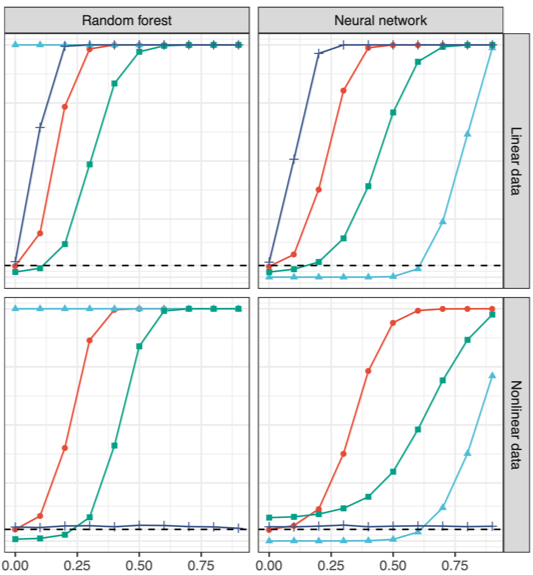 Random forest
Neural network
Linear data
Nonlinear data
0.00 0.25 0.50 0.75 0.00 0.25 0.50 0.75